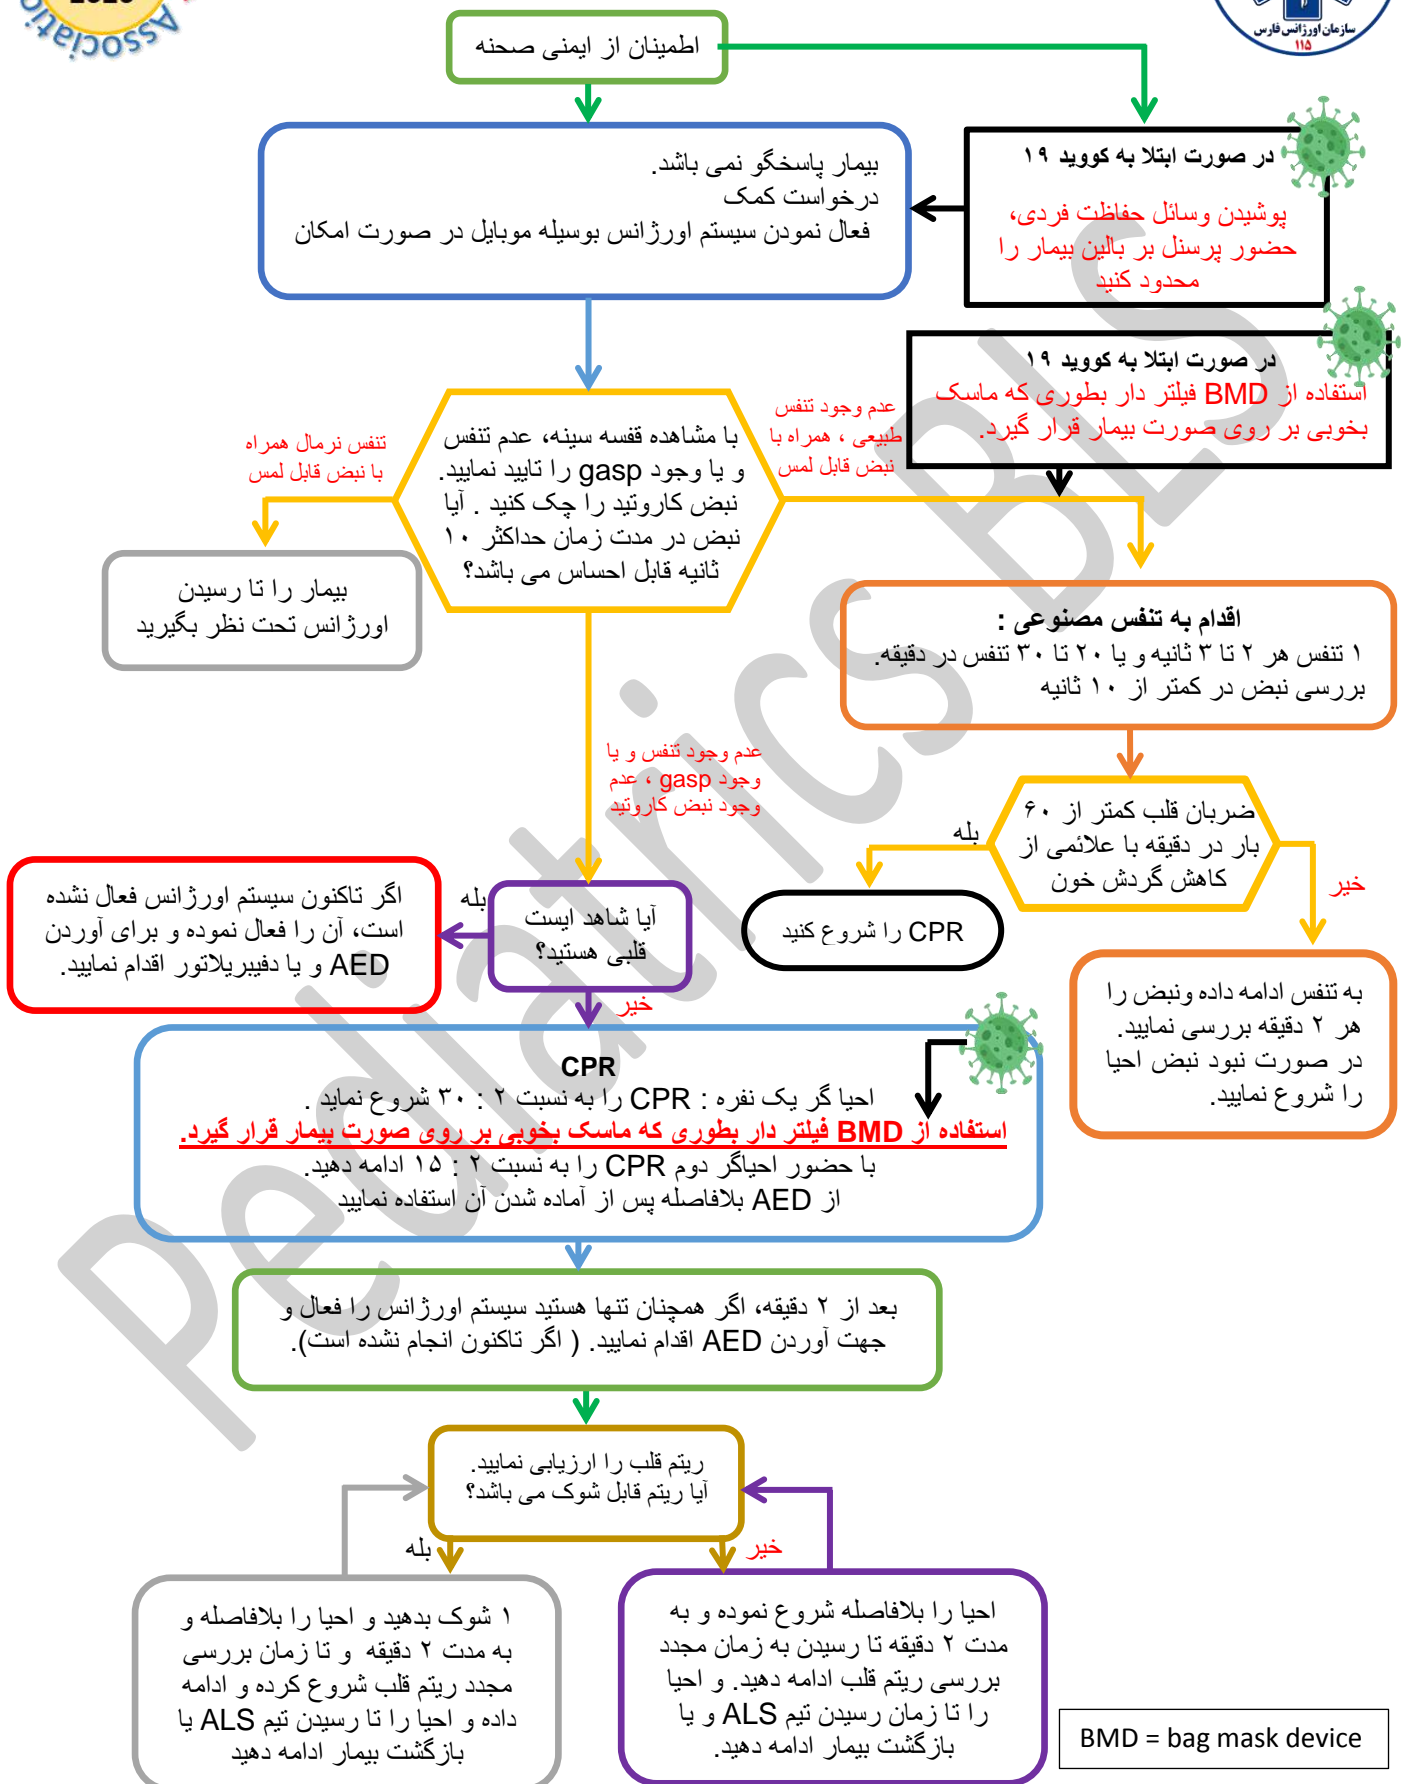 2020
Association
سازمان اورژانس فارس
۱۱۵
اطمینان از ایمنی صحنه
بیمار پاسخگو نمی باشد.
درخواست کمک
فعال نمودن سیستم اورژانس بوسیله موبایل در صورت امکان
در صورت ابتلا به کووید ۱۹
پوشیدن وسائل حفاظت فردی،
حضور پرسنل بر بالین بیمار را
محدود کنید
در صورت ابتلا به کووید ۱۹
استفاده از BMD فیلتر دار بطوری که ماسک
بخوبی بر روی صورت بیمار قرار گیرد.
عدم وجود تنفس
طبیعی ، همراه با
نبض قابل لمس
با مشاهده قفسه سینه، عدم تنفس
و یا وجود gasp را تایید نمایید.
نبض کاروتید را چک کنید . آیا
نبض در مدت زمان حداکثر ۱۰
ثانیه قابل احساس می باشد؟
تنفس نرمال همراه
با نبض قابل لمس
بیمار را تا رسیدن
اورژانس تحت نظر بگیرید
اقدام به تنفس مصنوعی :
۱ تنفس هر ۲ تا ۳ ثانیه و یا ۲۰ تا ۳۰ تنفس در دقیقه.
بررسی نبض در کمتر از ۱۰ ثانیه
عدم وجود تنفس و یا
وجود gasp ، عدم
وجود نبض کاروتید
ضربان قلب کمتر از ۶۰
بار در دقیقه با علائمی از
کاهش گردش خون
بله
خیر
CPR را شروع کنید
به تنفس ادامه داده ونبض را
هر ۲ دقیقه بررسی نمایید.
در صورت نبود نبض احیا
را شروع نمایید.
آیا شاهد ایست
قلبی هستید؟
بله
اگر تاکنون سیستم اورژانس فعال نشده
است، آن را فعال نموده و برای آوردن
AED و یا دفیبریلاتور اقدام نمایید.
خیر
CPR
احیا گر یک نفره : CPR را به نسبت ۲ : ۳۰ شروع نماید .
استفاده از BMD فیلتر دار بطوری که ماسک بخوبی بر روی صورت بیمار قرار گیرد.
با حضور احیاگر دوم CPR را به نسبت ۲ : ۱۵ ادامه دهید.
از AED بلافاصله پس از آماده شدن آن استفاده نمایید
بعد از ۲ دقیقه، اگر همچنان تنها هستید سیستم اورژانس را فعال و
جهت آوردن AED اقدام نمایید. ( اگر تاکنون انجام نشده است).
ریتم قلب را ارزیابی نمایید.
آیا ریتم قابل شوک می باشد؟
خیر
بله
احیا را بلافاصله شروع نموده و به
مدت ۲ دقیقه تا رسیدن به زمان مجدد
بررسی ریتم قلب ادامه دهید. و احیا
را تا زمان رسیدن تیم ALS و یا
بازگشت بیمار ادامه دهید.
۱ شوک بدهید و احیا را بلافاصله و
به مدت ۲ دقیقه و تا زمان بررسی
مجدد ریتم قلب شروع کرده و ادامه
داده و احیا را تا رسیدن تیم ALS یا
بازگشت بیمار ادامه دهید
BMD = bag mask device
Pediatrics BLS